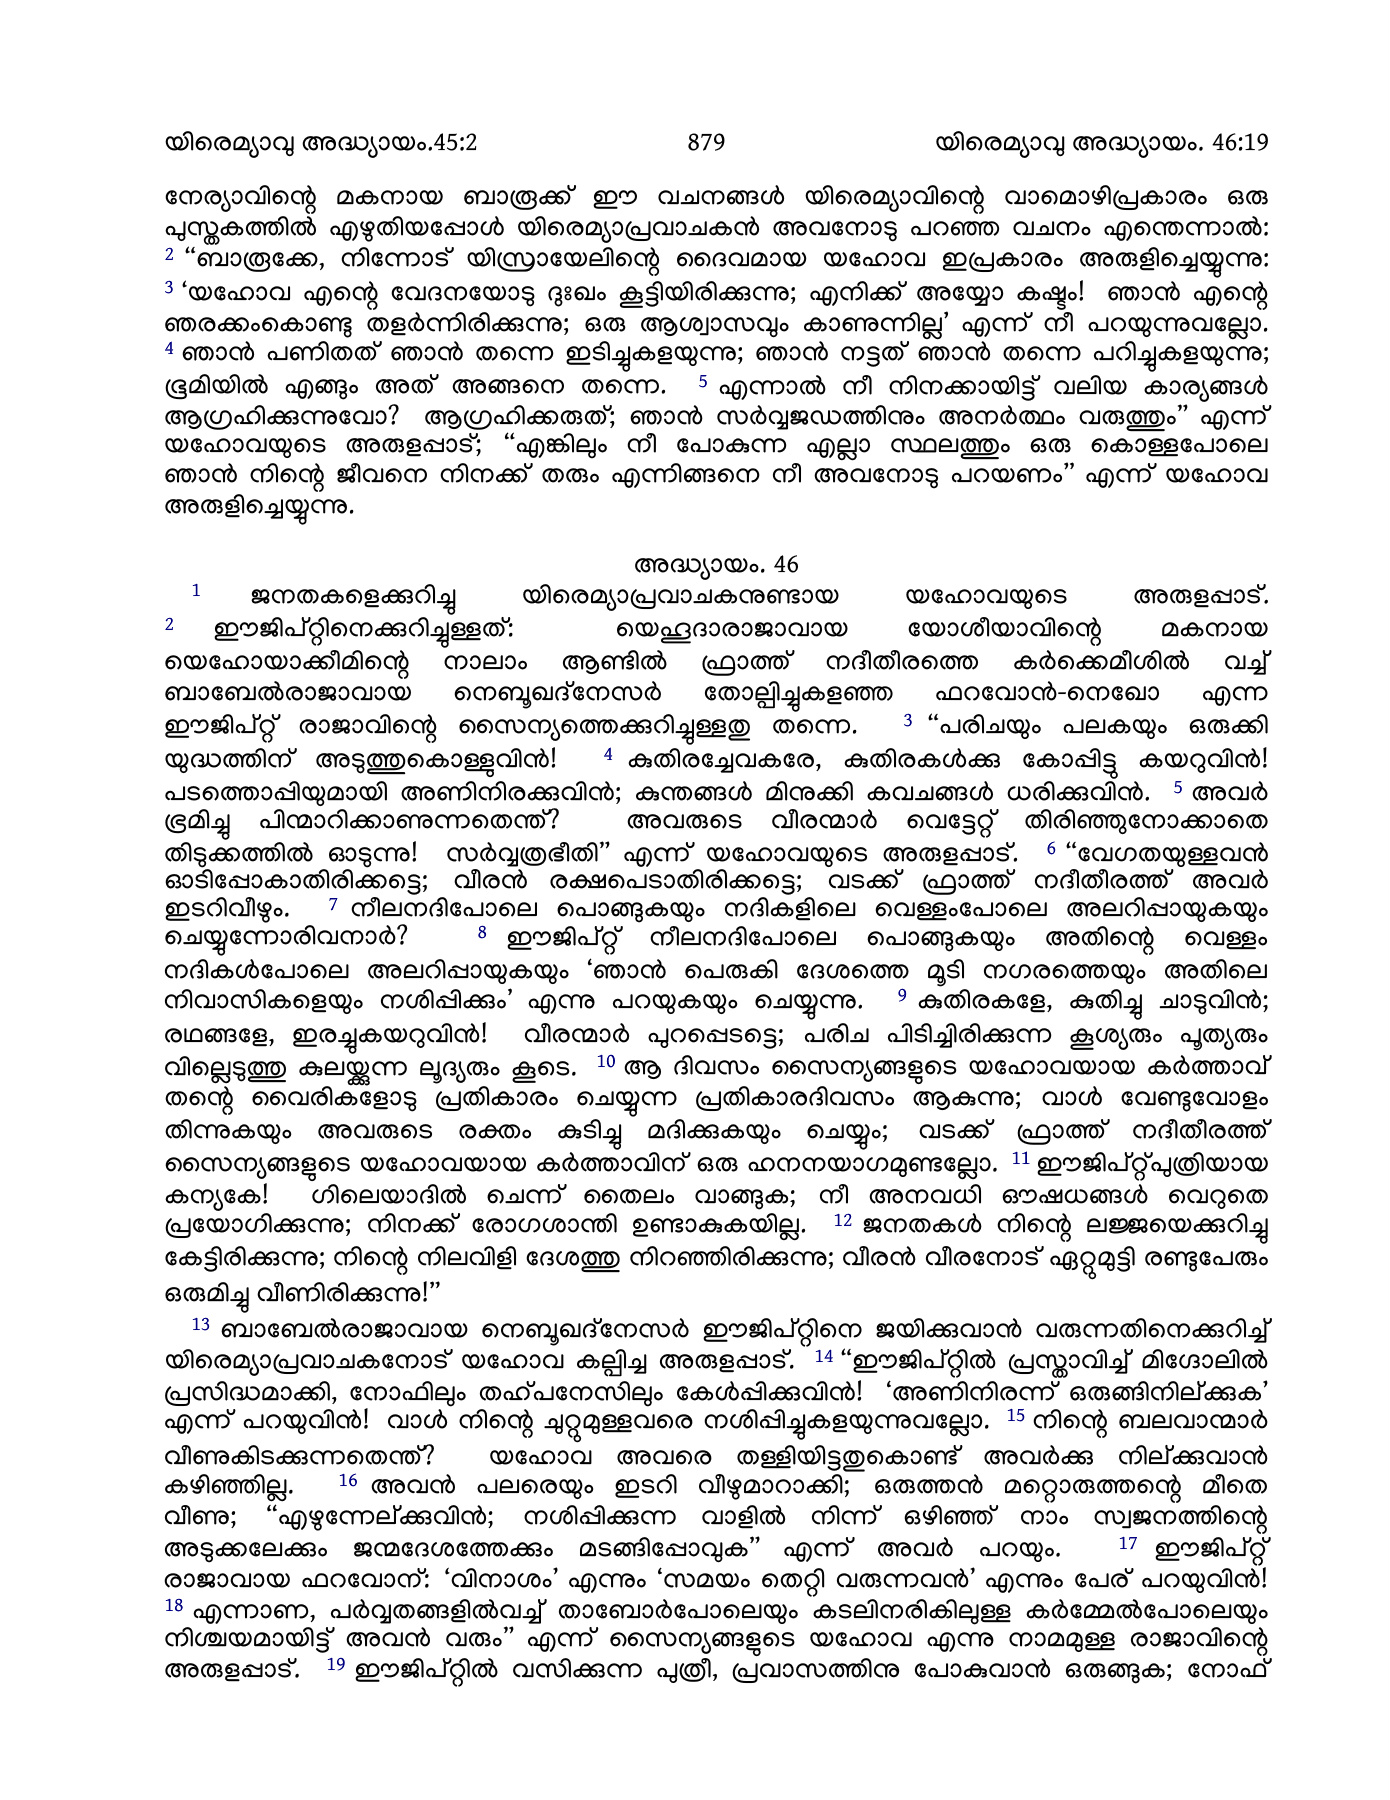 യിരെമ്യാവു അദ്ധ്യായം.45:2 879 യിരെമ്യാവു അദ്ധ്യായം. 46:19
നേര്യാവിന്റെ മകനായ ബാരൂക്ക് ഈ വചനങ്ങൾ യിരെമ്യാവിന്റെ വാമൊഴിപ്രകാരം ഒരു
പുസ്തകത്തിൽ എഴുതിയപ്പോൾ യിരെമ്യാപ്രവാചകൻ അവനോടു പറഞ്ഞ വചനം എന്തെന്നാൽ:
2 “ബാരൂക്കേ, നിന്നോട് യിസ്രായേലിന്റെ ദൈവമായ യഹോവ ഇപ്രകാരം അരുളിച്ചെയ്യുന്നു:
3 ‘യഹോവ എന്റെ വേദനയോടു ദുഃഖം കൂട്ടിയിരിക്കുന്നു; എനിക്ക് അയ്യോ കഷ്ടം! ഞാൻ എന്റെ
ഞരക്കംകൊണ്ടു തളർന്നിരിക്കുന്നു; ഒരു ആശ്വാസവും കാണുന്നില്ല’ എന്ന് നീ പറയുന്നുവല്ലോ.
4 ഞാൻ പണിതത് ഞാൻ തന്നെ ഇടിച്ചുകളയുന്നു; ഞാൻ നട്ടത് ഞാൻ തന്നെ പറിച്ചുകളയുന്നു;
ഭൂമിയിൽ എങ്ങും അത് അങ്ങനെ തന്നെ. 5 എന്നാൽ നീ നിനക്കായിട്ട് വലിയ കാര്യങ്ങൾ
ആഗ്രഹിക്കുന്നുവോ? ആഗ്രഹിക്കരുത്; ഞാൻ സർവ്വജഡത്തിനും അനർത്ഥം വരുത്തും” എന്ന്
യഹോവയുടെ അരുളപ്പാട്; “എങ്കിലും നീ പോകുന്ന എല്ലാ സ്ഥലത്തും ഒരു കൊള്ളപോലെ
ഞാൻ നിന്റെ ജീവനെ നിനക്ക് തരും എന്നിങ്ങനെ നീ അവനോടു പറയണം” എന്ന് യഹോവ
അരുളിച്ചെയ്യുന്നു.
അദ്ധ്യായം. 46
1 ജനതകളെക്കുറിച്ചു യിരെമ്യാപ്രവാചകനുണ്ടായ യഹോവയുടെ അരുളപ്പാട്.
2 ഈജിപ്റ്റിനെക്കുറിച്ചുള്ളത്: യെഹൂദാരാജാവായ യോശീയാവിന്റെ മകനായ
യെഹോയാക്കീമിന്റെ നാലാം ആണ്ടിൽ ഫ്രാത്ത് നദീതീരത്തെ കർക്കെമീശിൽ വച്ച്
ബാബേൽരാജാവായ നെബൂഖദ്നേസർ തോല്പിച്ചുകളഞ്ഞ ഫറവോൻ-നെഖോ എന്ന
ഈജിപ്റ്റ് രാജാവിന്റെ സൈന്യത്തെക്കുറിച്ചുള്ളതു തന്നെ. 3 “പരിചയും പലകയും ഒരുക്കി
യുദ്ധത്തിന് അടുത്തുകൊള്ളുവിൻ! 4 കുതിരച്ചേവകരേ, കുതിരകൾക്കു കോപ്പിട്ടു കയറുവിൻ!
പടത്തൊപ്പിയുമായി അണിനിരക്കുവിൻ; കുന്തങ്ങൾ മിനുക്കി കവചങ്ങൾ ധരിക്കുവിൻ. 5 അവർ
ഭ്രമിച്ചു പിന്മാറിക്കാണുന്നതെന്ത്? അവരുടെ വീരന്മാർ വെട്ടേറ്റ് തിരിഞ്ഞുനോക്കാതെ
തിടുക്കത്തിൽ ഓടുന്നു! സർവ്വത്രഭീതി” എന്ന് യഹോവയുടെ അരുളപ്പാട്. 6 “വേഗതയുള്ളവൻ
ഓടിപ്പോകാതിരിക്കട്ടെ; വീരൻ രക്ഷപെടാതിരിക്കട്ടെ; വടക്ക് ഫ്രാത്ത് നദീതീരത്ത് അവർ
ഇടറിവീഴും. 7 നീലനദിപോലെ പൊങ്ങുകയും നദികളിലെ വെള്ളംപോലെ അലറിപ്പായുകയും
ചെയ്യുന്നോരിവനാർ? 8 ഈജിപ്റ്റ് നീലനദിപോലെ പൊങ്ങുകയും അതിന്റെ വെള്ളം
നദികൾപോലെ അലറിപ്പായുകയും ‘ഞാൻ പെരുകി ദേശത്തെ മൂടി നഗരത്തെയും അതിലെ
നിവാസികളെയും നശിപ്പിക്കും’ എന്നു പറയുകയും ചെയ്യുന്നു. 9 കുതിരകളേ, കുതിച്ചു ചാടുവിൻ;
രഥങ്ങളേ, ഇരച്ചുകയറുവിൻ! വീരന്മാർ പുറപ്പെടട്ടെ; പരിച പിടിച്ചിരിക്കുന്ന കൂശ്യരും പൂത്യരും
വില്ലെടുത്തു കുലയ്ക്കുന്ന ലൂദ്യരും കൂടെ. 10 ആ ദിവസം സൈന്യങ്ങളുടെ യഹോവയായ കർത്താവ്
തന്റെ വൈരികളോടു പ്രതികാരം ചെയ്യുന്ന പ്രതികാരദിവസം ആകുന്നു; വാൾ വേണ്ടുവോളം
തിന്നുകയും അവരുടെ രക്തം കുടിച്ചു മദിക്കുകയും ചെയ്യും; വടക്ക് ഫ്രാത്ത് നദീതീരത്ത്
സൈന്യങ്ങളുടെ യഹോവയായ കർത്താവിന് ഒരു ഹനനയാഗമുണ്ടല്ലോ. 11 ഈജിപ്റ്റ്പുത്രിയായ
കന്യകേ! ഗിലെയാദിൽ ചെന്ന് തൈലം വാങ്ങുക; നീ അനവധി ഔഷധങ്ങൾ വെറുതെ
പ്രയോഗിക്കുന്നു; നിനക്ക് രോഗശാന്തി ഉണ്ടാകുകയില്ല. 12 ജനതകൾ നിന്റെ ലജ്ജയെക്കുറിച്ചു
കേട്ടിരിക്കുന്നു; നിന്റെ നിലവിളി ദേശത്തു നിറഞ്ഞിരിക്കുന്നു; വീരൻ വീരനോട് ഏറ്റുമുട്ടി രണ്ടുപേരും
ഒരുമിച്ചു വീണിരിക്കുന്നു!”
13 ബാബേൽരാജാവായ നെബൂഖദ്നേസർ ഈജിപ്റ്റിനെ ജയിക്കുവാൻ വരുന്നതിനെക്കുറിച്ച്
യിരെമ്യാപ്രവാചകനോട് യഹോവ കല്പിച്ച അരുളപ്പാട്. 14 “ഈജിപ്റ്റിൽ പ്രസ്താവിച്ച് മിഗ്ദോലിൽ
പ്രസിദ്ധമാക്കി, നോഫിലും തഹ്പനേസിലും കേൾപ്പിക്കുവിൻ! ‘അണിനിരന്ന് ഒരുങ്ങിനില്ക്കുക’
എന്ന് പറയുവിൻ! വാൾ നിന്റെ ചുറ്റുമുള്ളവരെ നശിപ്പിച്ചുകളയുന്നുവല്ലോ. 15 നിന്റെ ബലവാന്മാർ
വീണുകിടക്കുന്നതെന്ത്? യഹോവ അവരെ തള്ളിയിട്ടതുകൊണ്ട് അവർക്കു നില്ക്കുവാൻ
കഴിഞ്ഞില്ല. 16 അവൻ പലരെയും ഇടറി വീഴുമാറാക്കി; ഒരുത്തൻ മറ്റൊരുത്തന്റെ മീതെ
വീണു; “എഴുന്നേല്ക്കുവിൻ; നശിപ്പിക്കുന്ന വാളിൽ നിന്ന് ഒഴിഞ്ഞ് നാം സ്വജനത്തിന്റെ
അടുക്കലേക്കും ജന്മദേശത്തേക്കും മടങ്ങിപ്പോവുക” എന്ന് അവർ പറയും. 17 ഈജിപ്റ്റ്
രാജാവായ ഫറവോന്: ‘വിനാശം’ എന്നും ‘സമയം തെറ്റി വരുന്നവൻ’ എന്നും പേര് പറയുവിൻ!
18 എന്നാണ, പർവ്വതങ്ങളിൽവച്ച് താബോർപോലെയും കടലിനരികിലുള്ള കർമ്മേൽപോലെയും
നിശ്ചയമായിട്ട് അവൻ വരും” എന്ന് സൈന്യങ്ങളുടെ യഹോവ എന്നു നാമമുള്ള രാജാവിന്റെ
അരുളപ്പാട്. 19 ഈജിപ്റ്റിൽ വസിക്കുന്ന പുത്രീ, പ്രവാസത്തിനു പോകുവാൻ ഒരുങ്ങുക; നോഫ്